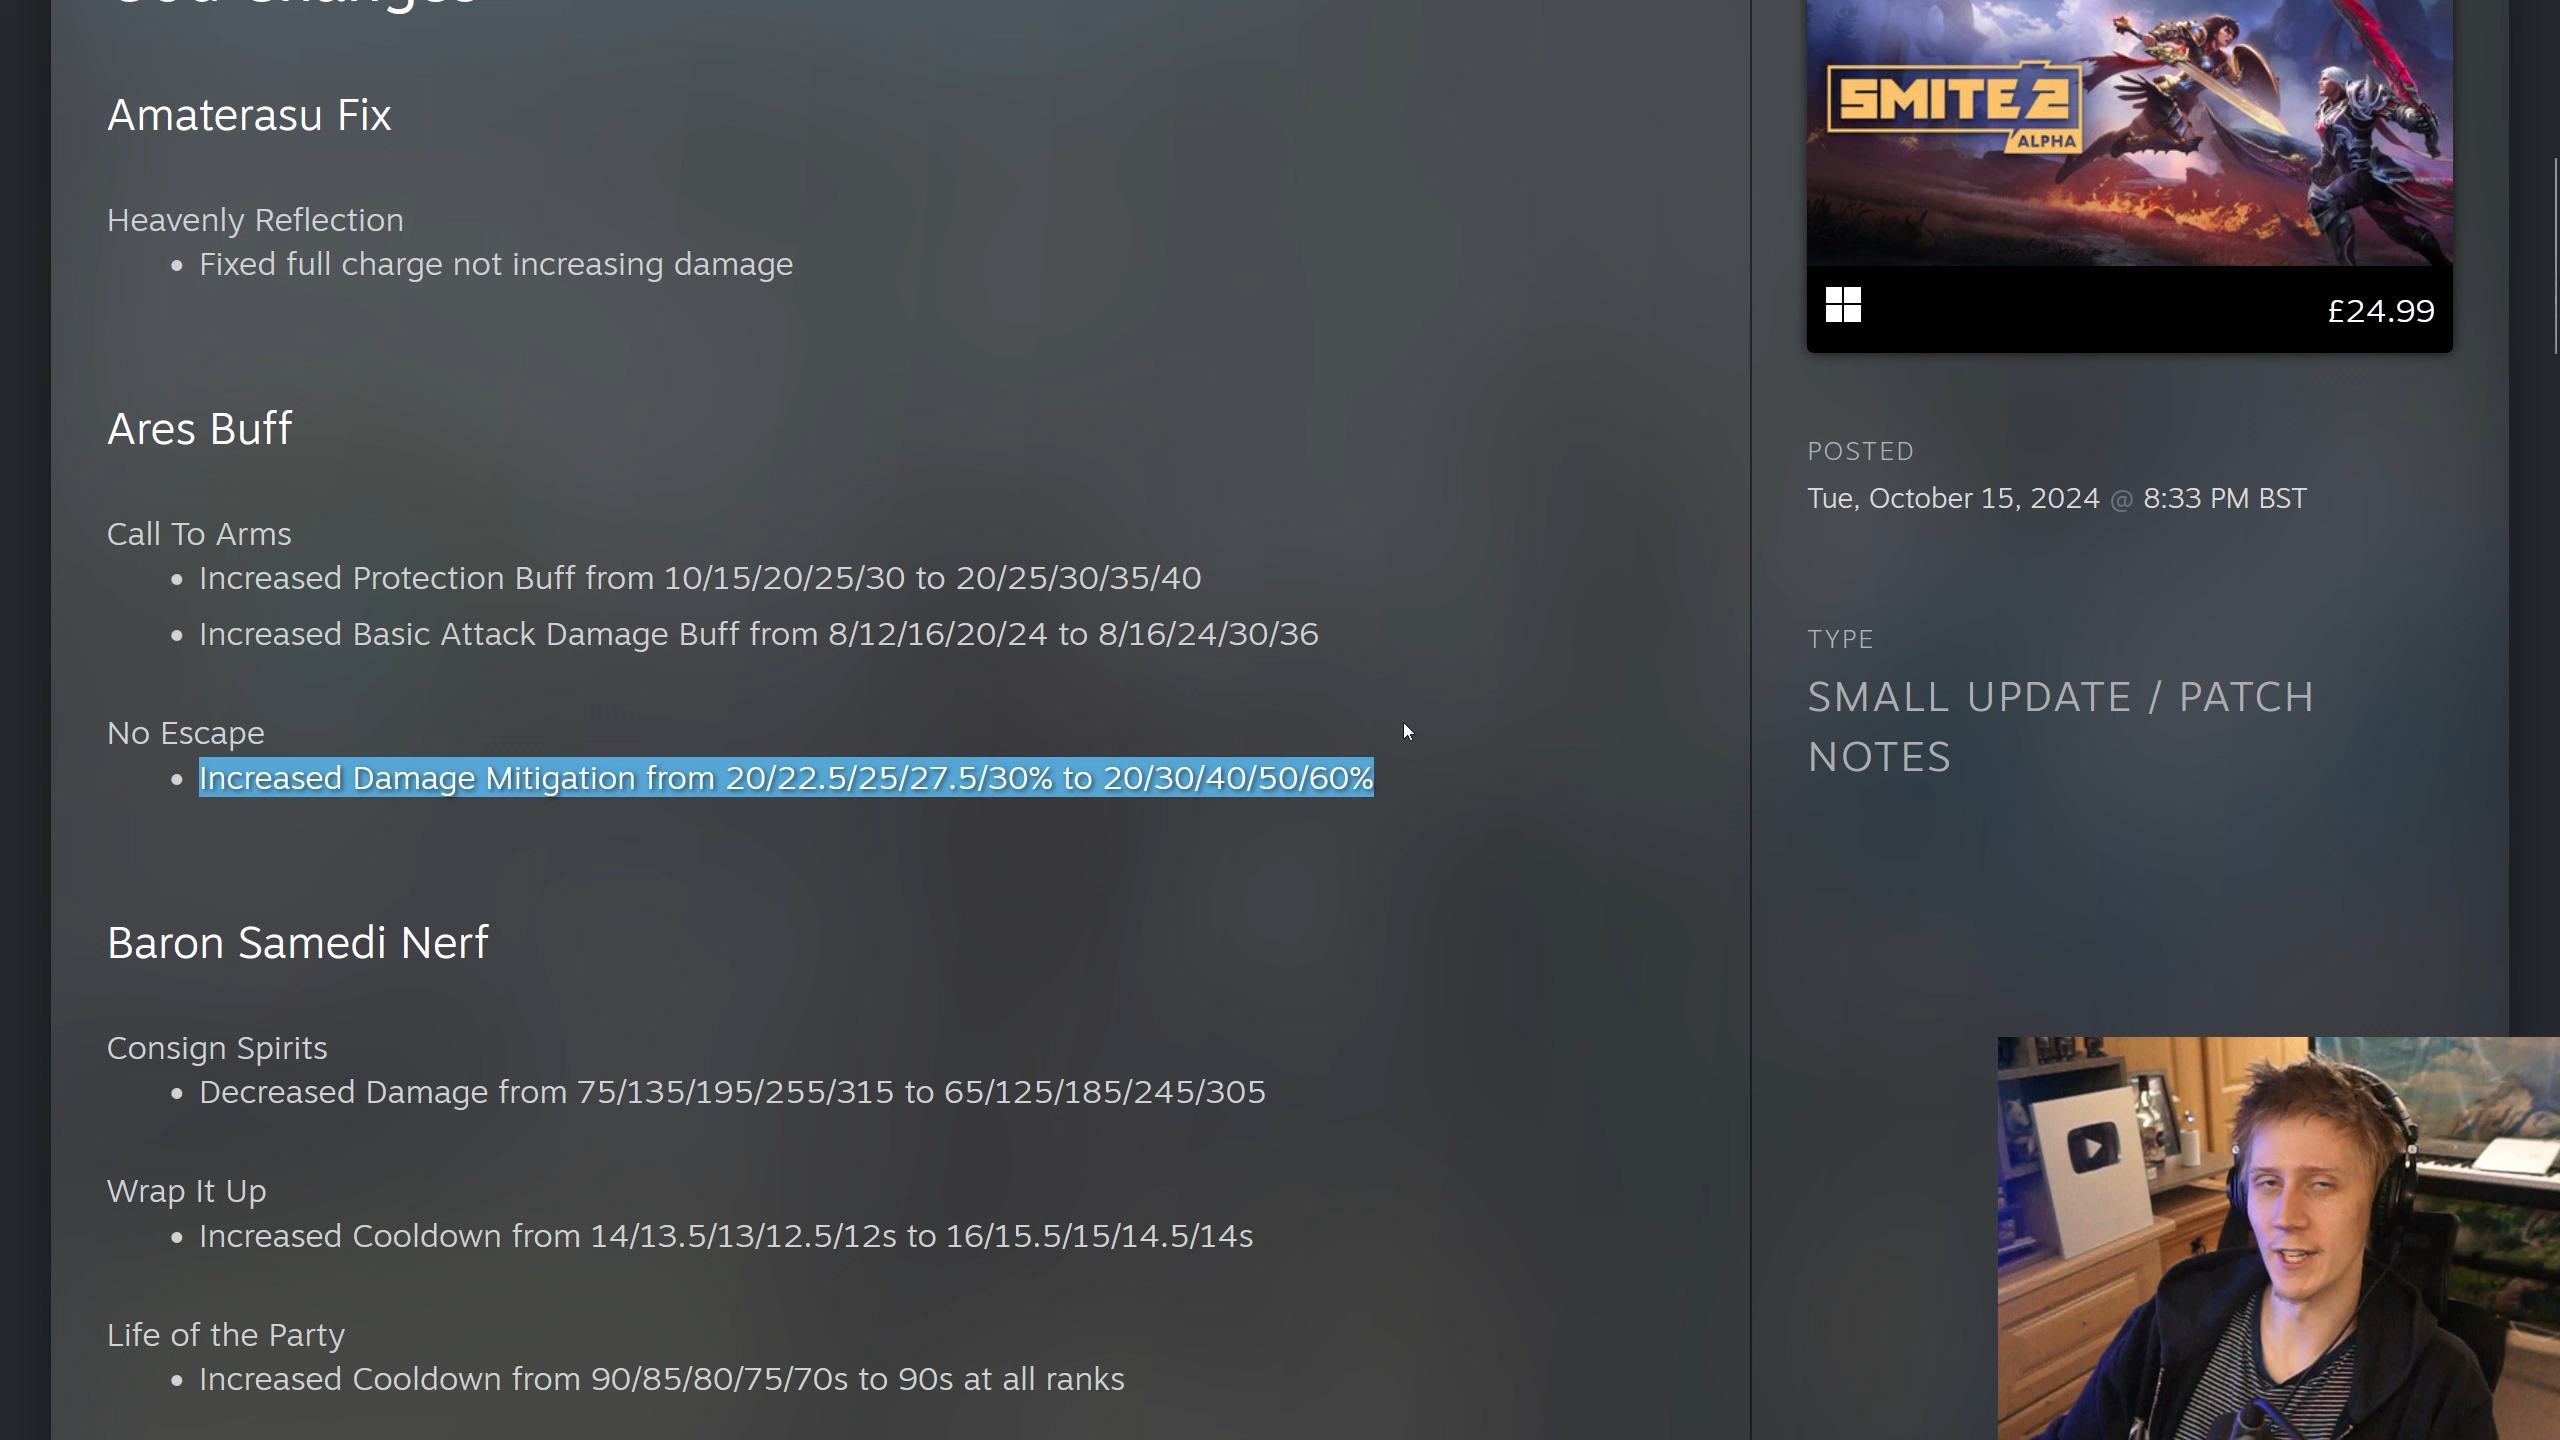 God Changes
Amaterasu Fix
Heavenly Reflection
• Fixed full charge not increasing damage
Ares Buff
Call To Arms
• Increased Protection Buff from 10/15/20/25/30 to 20/25/30/35/40
• Increased Basic Attack Damage Buff from 8/12/16/20/24 to 8/16/24/30/36
No Escape
• Increased Damage Mitigation from 20/22.5/25/27.5/30% to 20/30/40/50/60%
Baron Samedi Nerf
Consign Spirits
• Decreased Damage from 75/135/195/255/315 to 65/125/185/245/305
Wrap It Up
• Increased Cooldown from 14/13.5/13/12.5/12s to 16/15.5/15/14.5/14s
Life of the Party
• Increased Cooldown from 90/85/80/75/70s to 90s at all ranks
SMITE 2
ALPHA
£24.99
POSTED
Tue, October 15, 2024 @ 8:33 PM BST
TYPE
SMALL UPDATE / PATCH
NOTES